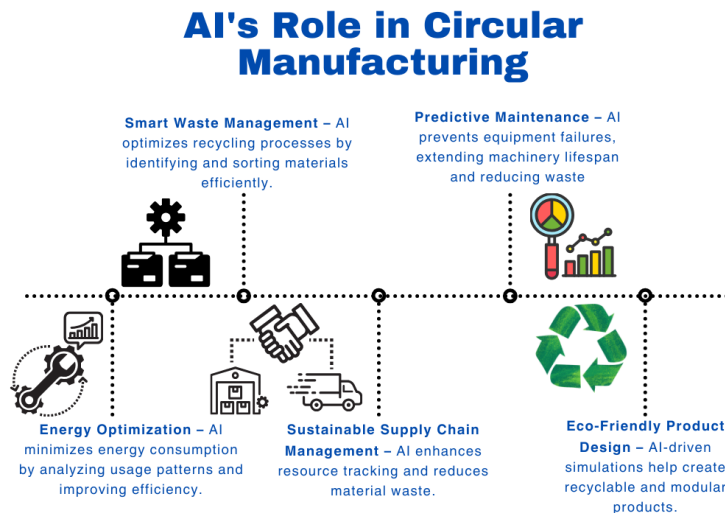 AI's Role in Circular
Manufacturing
Smart Waste Management – AI
optimizes recycling processes by
identifying and sorting materials
efficiently.
Predictive Maintenance – AI
prevents equipment failures,
extending machinery lifespan
and reducing waste
Energy Optimization – AI
minimizes energy consumption
by analyzing usage patterns and
improving efficiency.
Sustainable Supply Chain
Management – AI enhances
resource tracking and reduces
material waste.
Eco-Friendly Product
Design – AI-driven
simulations help create
recyclable and modular
products.